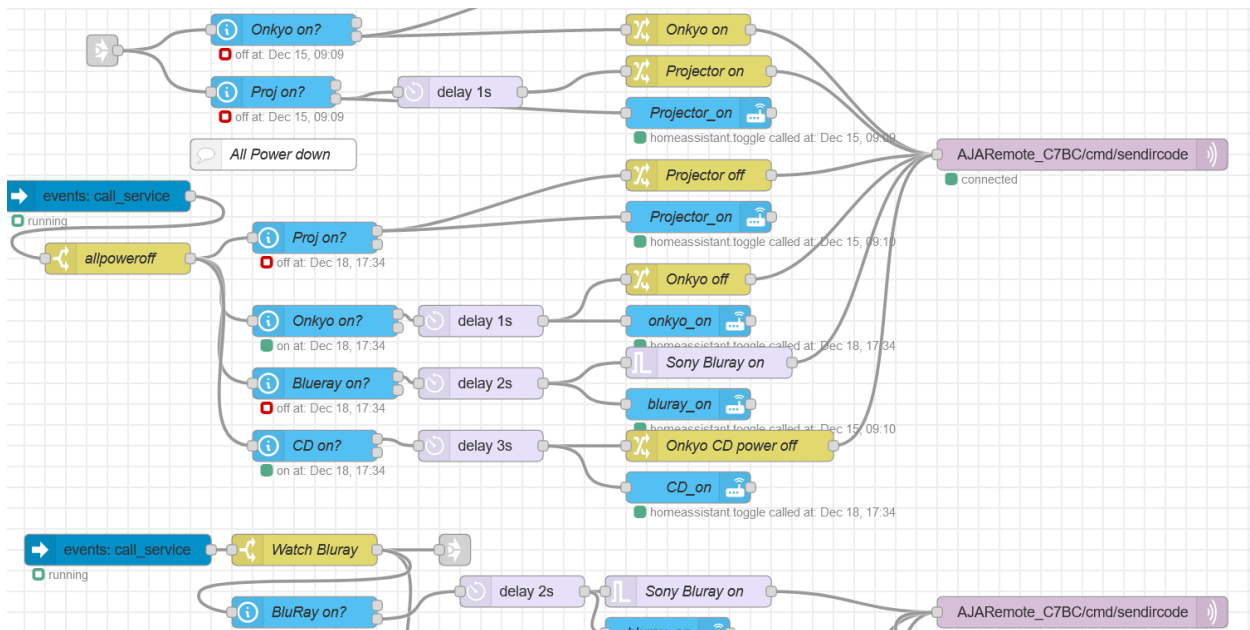 Onkyo on?
off at: Dec 15, 09:09
Onkyo on
Proj on?
off at: Dec 15, 09:09
delay 1s
Projector on
Projector_on
homeassistant.toggle called at: Dec 15, 09:09
All Power down
AJARemote_C7BC/cmd/sendircode
connected
Projector off
events: call_service
running
Projector_on
homeassistant.toggle called at: Dec 15, 09:10
Proj on?
off at: Dec 18, 17:34
allpoweroff
Onkyo off
Onkyo on?
on at: Dec 18, 17:34
delay 1s
onkyo_on
homeassistant.toggle called at: Dec 18, 17:34
Sony Bluray on
Blueray on?
off at: Dec 18, 17:34
delay 2s
bluray_on
homeassistant.toggle called at: Dec 15, 09:10
CD on?
on at: Dec 18, 17:34
delay 3s
Onkyo CD power off
CD_on
homeassistant.toggle called at: Dec 18, 17:34
events: call_service
running
Watch Bluray
BluRay on?
delay 2s
Sony Bluray on
AJARemote_C7BC/cmd/sendircode